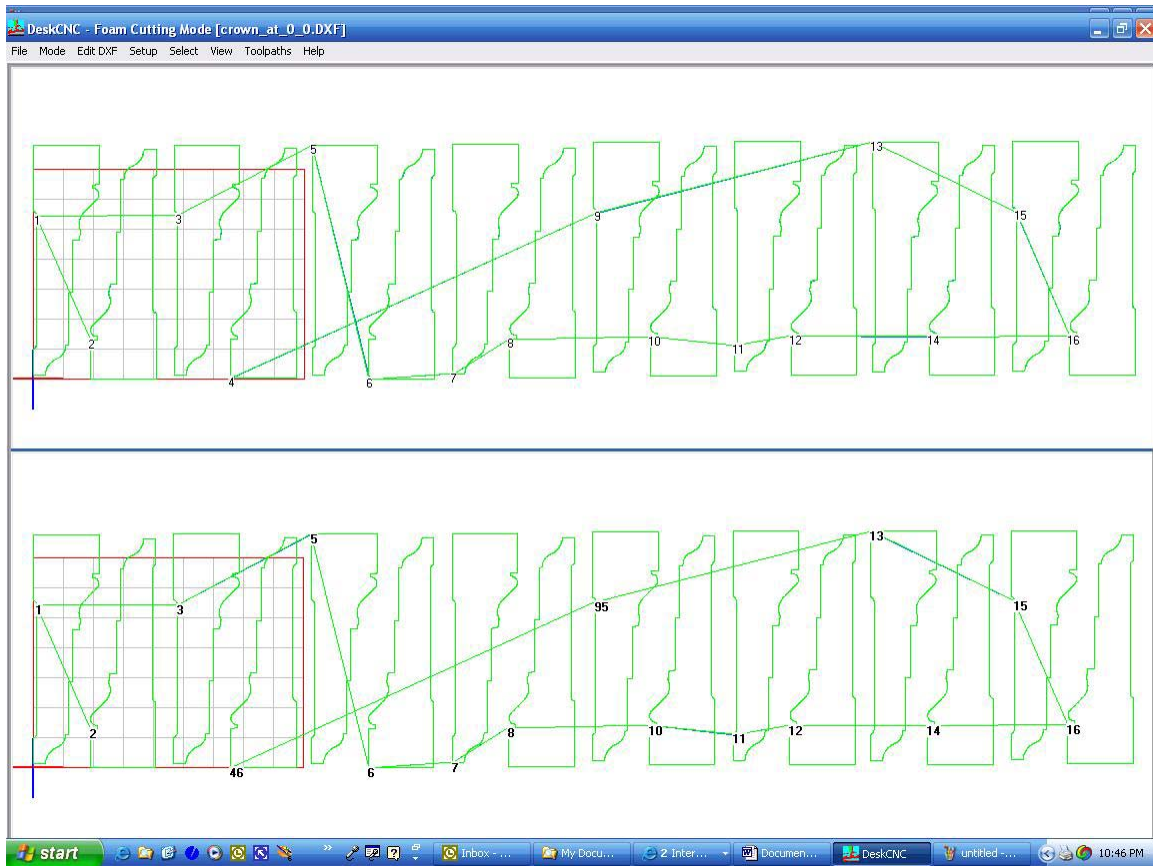 DeskCNC - Foam Cutting Mode [crown_at_0_0.DXF]
File Mode Edit DXF Setup Select View Toolpaths Help
5 13
1 3 9 15
2 8 10 11 12 14 16
4 6 7
5 13
1 3 95 15
2 8 10 11 12 14 16
46 6 7
start Inbox - ... My Docu... 2 Inter... Documen... DeskCNC untitled -... 10:46 PM